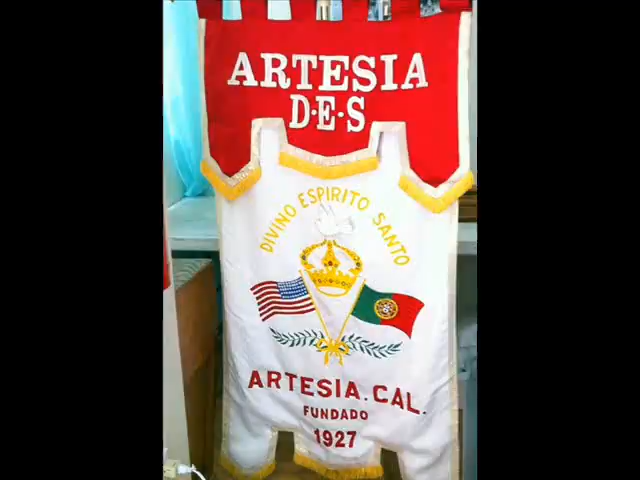 ARTESIA
D·E·S
DIVINO ESPIRITO SANTO
ARTESIA. CAL.
FUNDADO
1927